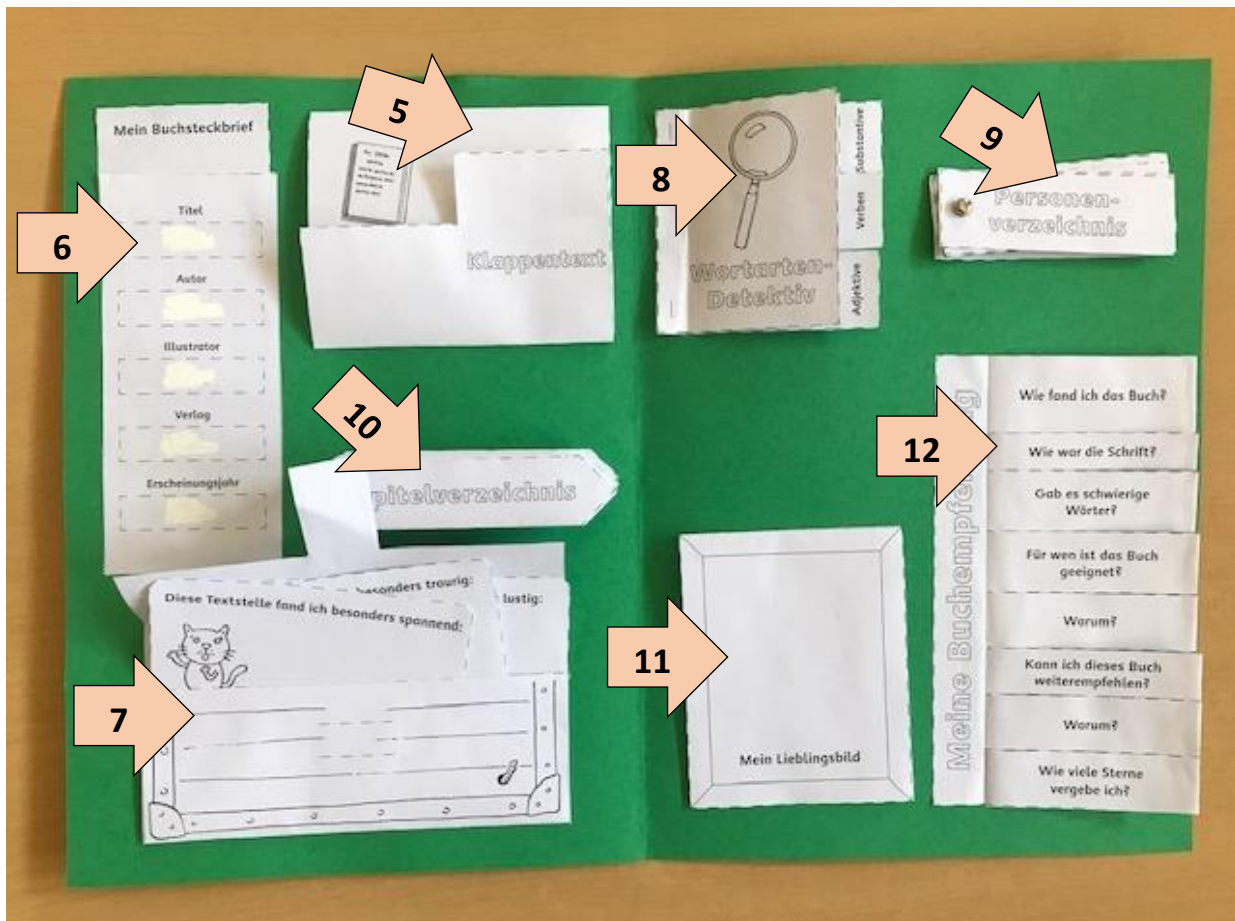 Mein Buchsteckbrief
Titel
Autor
Illustrator
Verlag
Erscheinungsjahr
6
5
Klappentext
10
pitelverzeichnis
besonders traurig:
lustig:
Diese Textstelle fand ich besonders spannend:
7
8
Wortarten-
Detektiv
Substantive
Verben
Adjektive
9
Personen-
verzeichnis
11
Mein Lieblingsbild
12
Meine Buchempfe
g
Wie fand ich das Buch?
Wie war die Schrift?
Gab es schwierige
Wörter?
Für wen ist das Buch
geeignet?
Warum?
Kann ich dieses Buch
weiterempfehlen?
Warum?
Wie viele Sterne
vergebe ich?